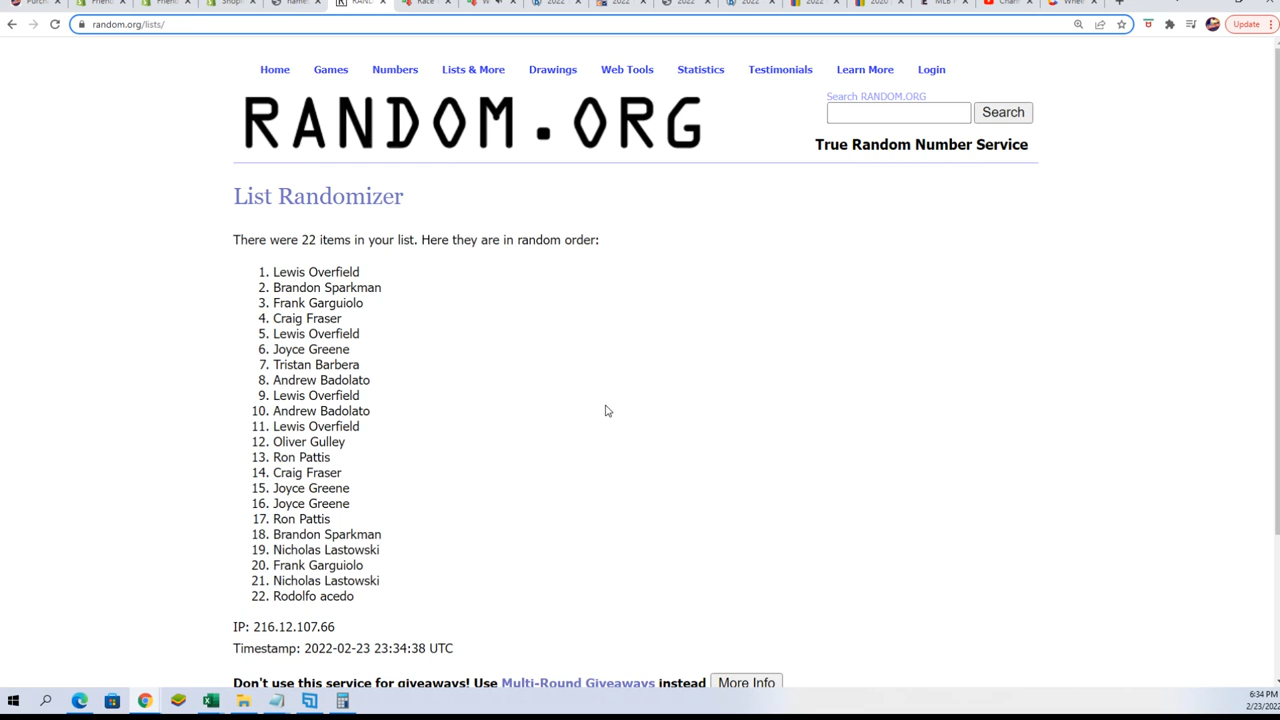 random.org/lists/
Update
Home Games Numbers Lists & More Drawings Web Tools Statistics Testimonials Learn More Login
RANDOM.ORG
Search RANDOM.ORG
Search
True Random Number Service
List Randomizer
There were 22 items in your list. Here they are in random order:
1. Lewis Overfield
2. Brandon Sparkman
3. Frank Garguiolo
4. Craig Fraser
5. Lewis Overfield
6. Joyce Greene
7. Tristan Barbera
8. Andrew Badolato
9. Lewis Overfield
10. Andrew Badolato
11. Lewis Overfield
12. Oliver Gulley
13. Ron Pattis
14. Craig Fraser
15. Joyce Greene
16. Joyce Greene
17. Ron Pattis
18. Brandon Sparkman
19. Nicholas Lastowski
20. Frank Garguiolo
21. Nicholas Lastowski
22. Rodolfo acedo
IP: 216.12.107.66
Timestamp: 2022-02-23 23:34:38 UTC
Don't use this service for giveaways! Use Multi-Round Giveaways instead More Info
6:34 PM